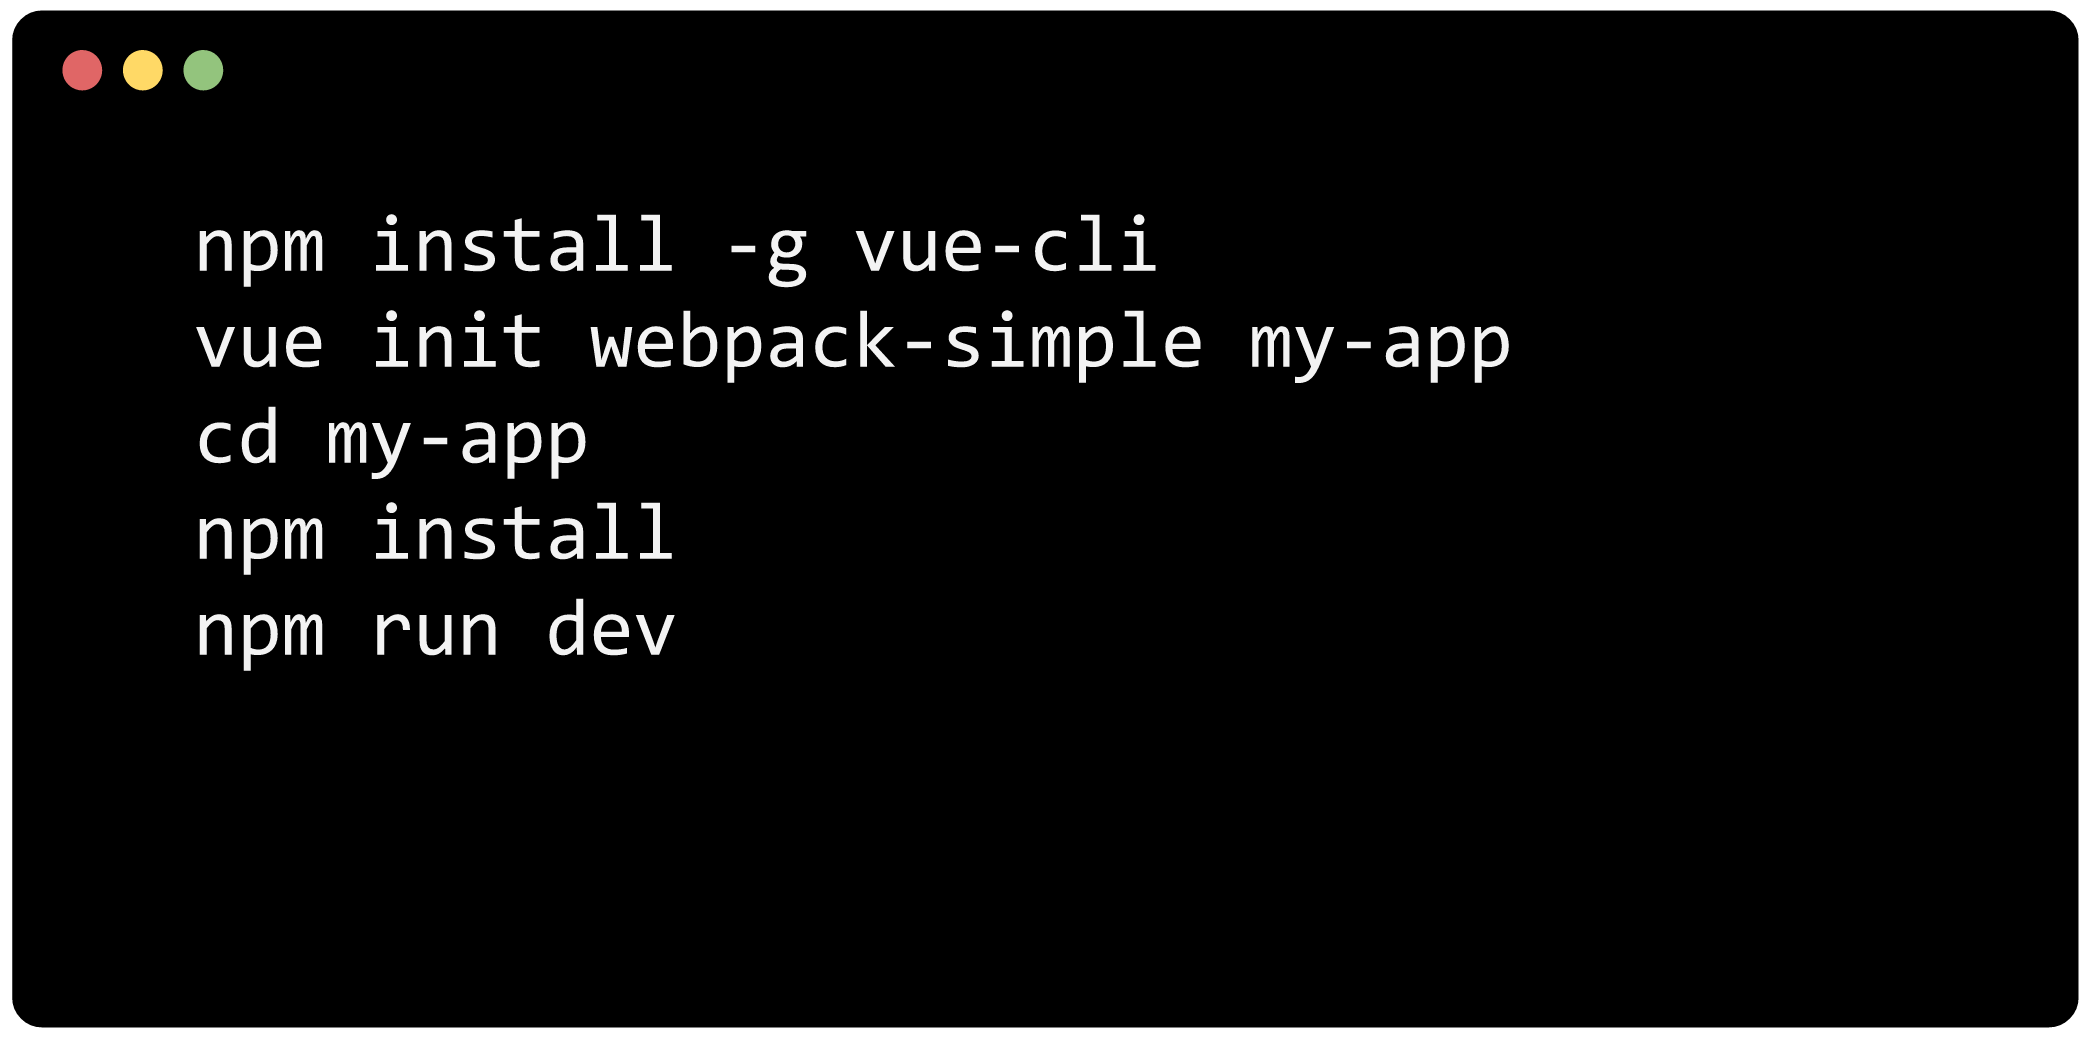 npm install -g vue-cli
vue init webpack-simple my-app
cd my-app
npm install
npm run dev